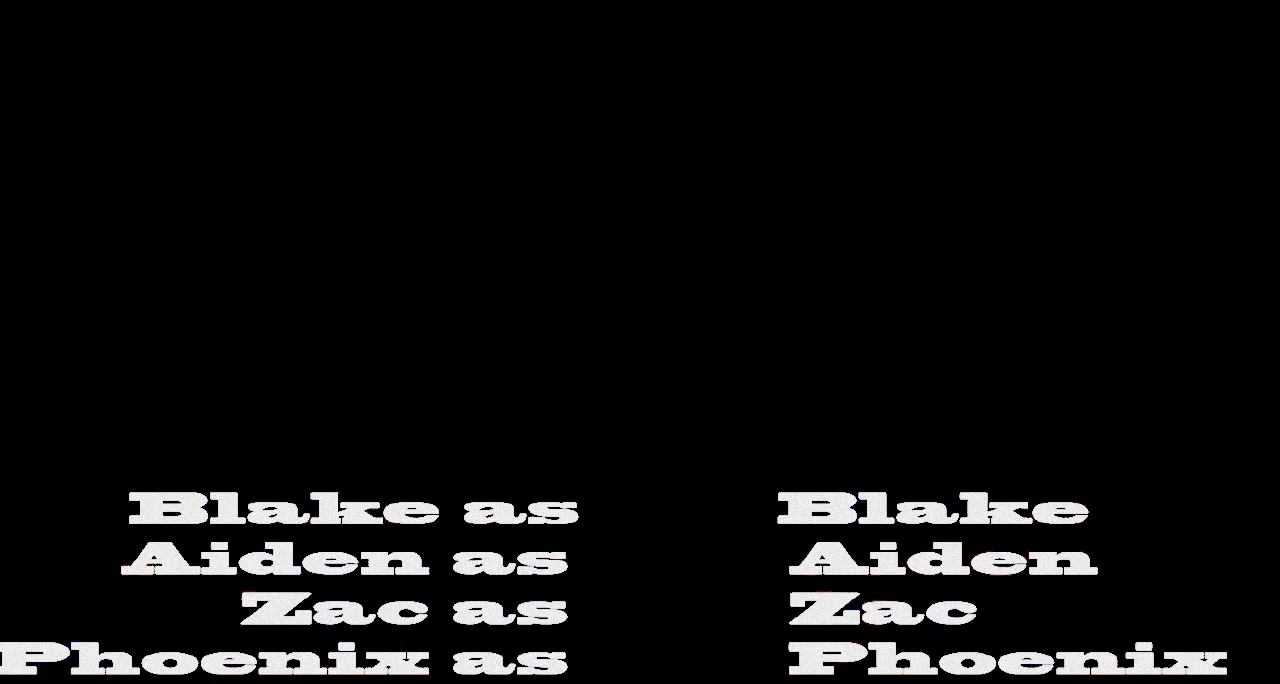 Blake as Blake
Aiden as Aiden
Zac as Zac
Phoenix as Phoenix